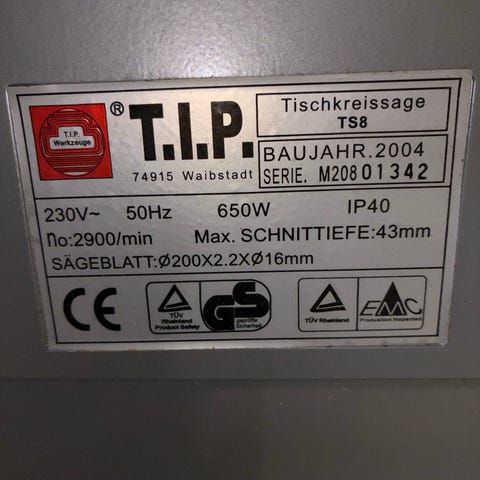 T.I.P.
Werkzeuge
® T.I.P.
74915 Waibstadt
Tischkreissage
TS8
BAUJAHR.2004
SERIE. M208 01342
230V~ 50Hz 650W IP40
no:2900/min Max. SCHNITTIEFE:43mm
SÄGEBLATT:Ø200X2.2XØ16mm
CE
TÜV
Rheinland
Product Safety
GS
geprüfte
Sicherheit
TÜV Rheinland
EMC
Production Inspected